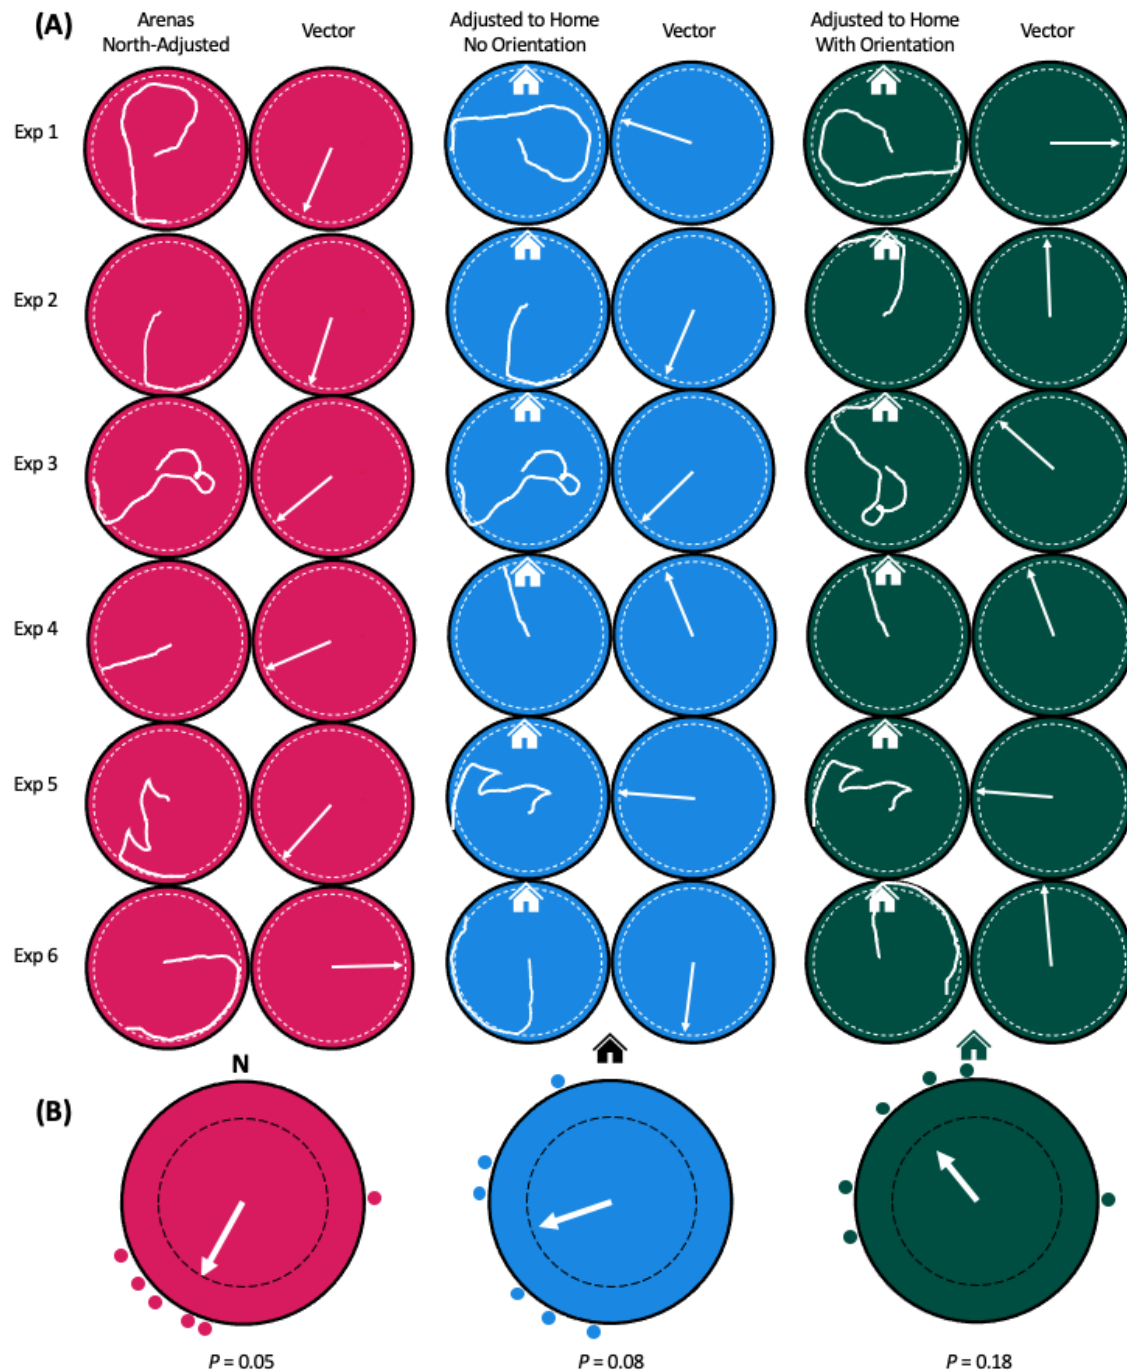 (A)
Arenas
North-Adjusted
Vector
Adjusted to Home
No Orientation
Vector
Adjusted to Home
With Orientation
Vector
Exp 1
Exp 2
Exp 3
Exp 4
Exp 5
Exp 6
(B)
N
P = 0.05
P = 0.08
P = 0.18